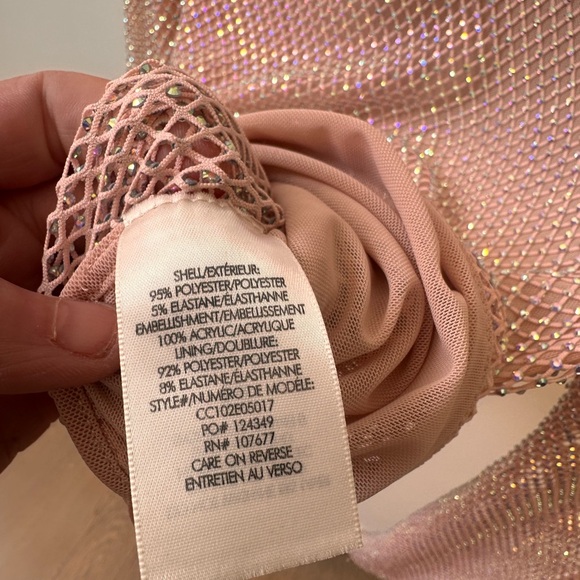 SHELL/EXTÉRIEUR:
95% POLYESTER/POLYESTER
5% ELASTANE/ÉLASTHANNE
EMBELLISHMENT/EMBELLISSEMENT
100% ACRYLIC/ACRYLIQUE
LINING/DOUBLURE:
92% POLYESTER/POLYESTER
8% ELASTANE/ÉLASTHANNE
STYLE#/NUMÉRO DE MODÈLE:
CC102E05017
PO# 124349
RN# 107677
CARE ON REVERSE
ENTRETIEN AU VERSO